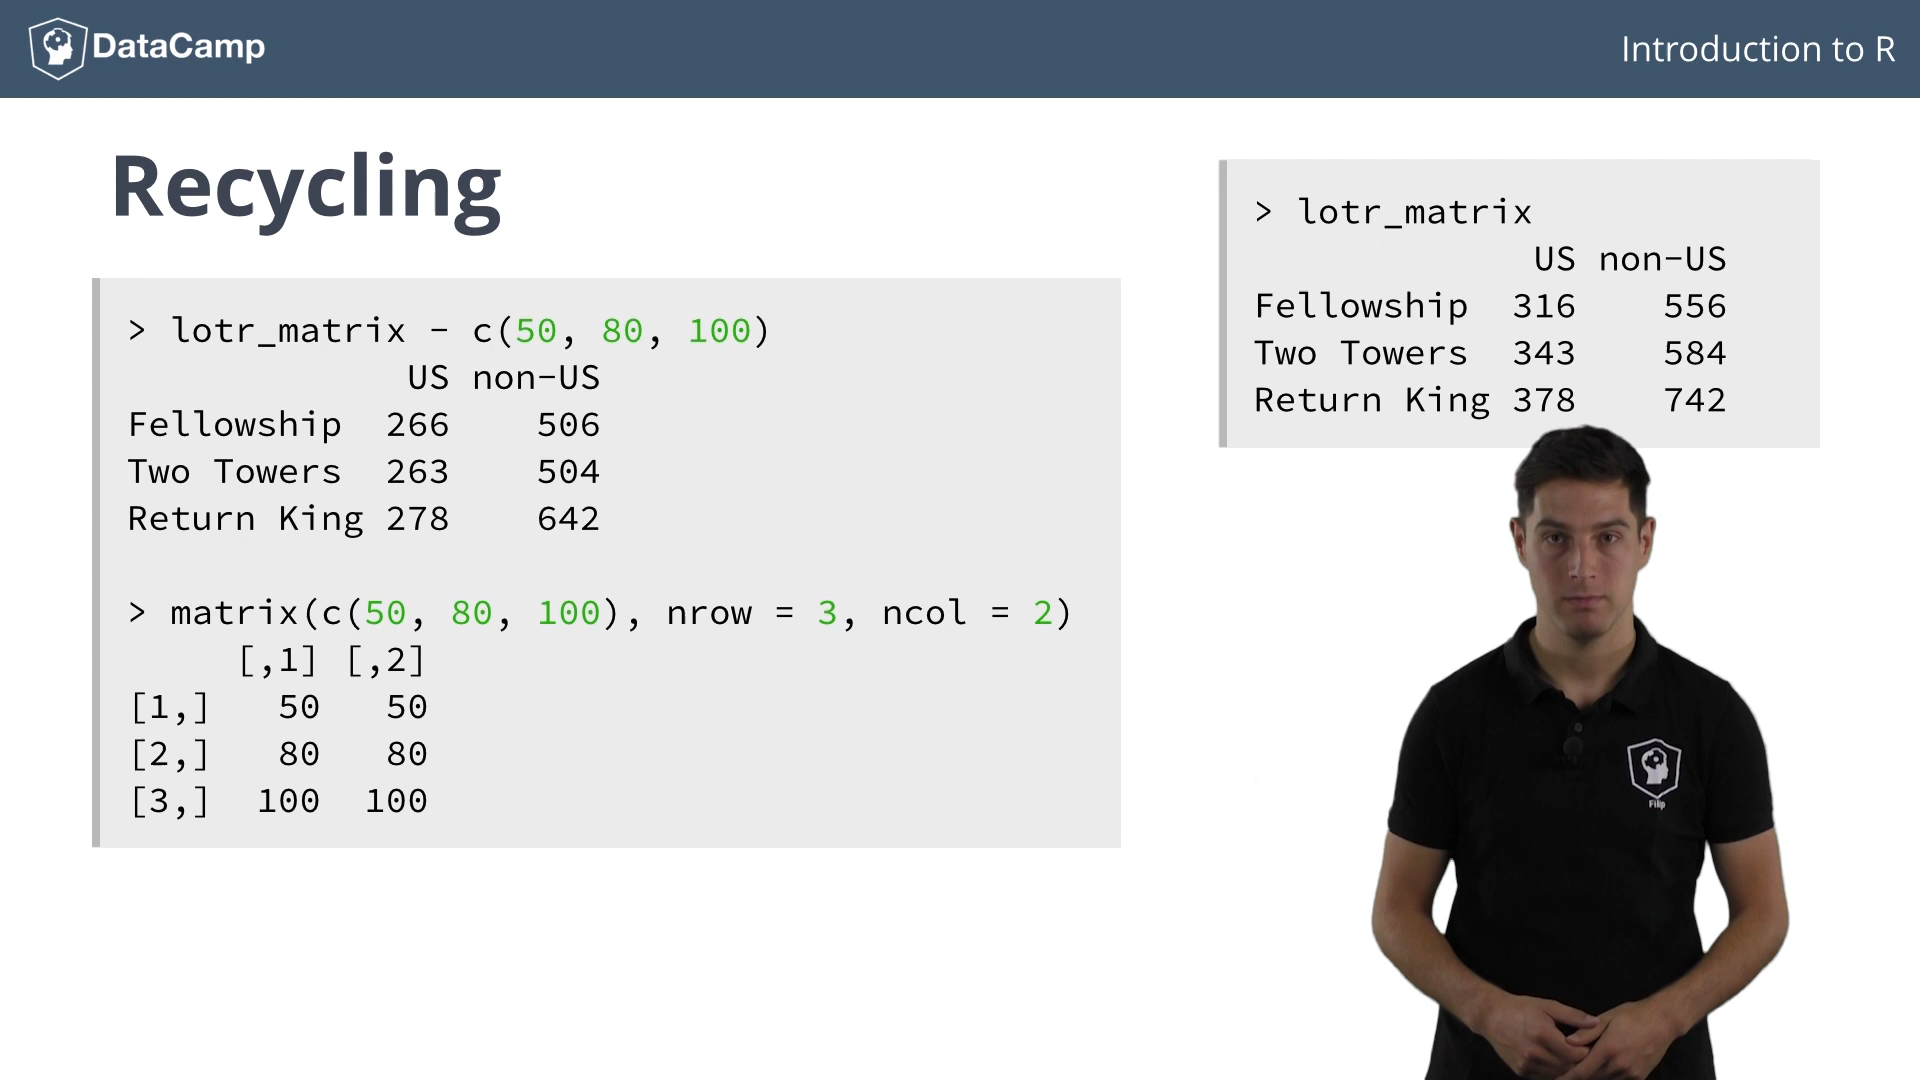 DataCamp
Introduction to R
Recycling
> lotr_matrix - c(50, 80, 100)
US non-US
Fellowship 266 506
Two Towers 263 504
Return King 278 642
> matrix(c(50, 80, 100), nrow = 3, ncol = 2)
[,1] [,2]
[1,] 50 50
[2,] 80 80
[3,] 100 100
> lotr_matrix
US non-US
Fellowship 316 556
Two Towers 343 584
Return King 378 742
Filip